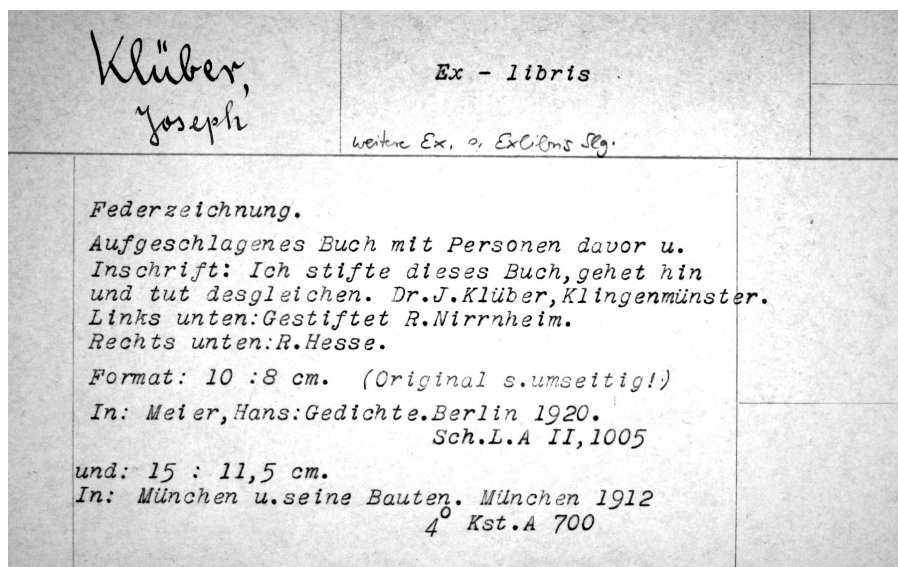 Klüber,
Joseph
Ex - libris
weitere Ex. s. Exlibris Slg.
Federzeichnung.
Aufgeschlagenes Buch mit Personen davor u.
Inschrift: Ich stifte dieses Buch,gehet hin
und tut desgleichen. Dr.J.Klüber,Klingenmünster.
Links unten:Gestiftet R.Nirrnheim.
Rechts unten:R.Hesse.
Format: 10 :8 cm. (Original s.umseitig!)
In: Meier,Hans:Gedichte.Berlin 1920.
Sch.L.A II,1005
und: 15 : 11,5 cm.
In: München u.seine Bauten. München 1912
4° Kst.A 700